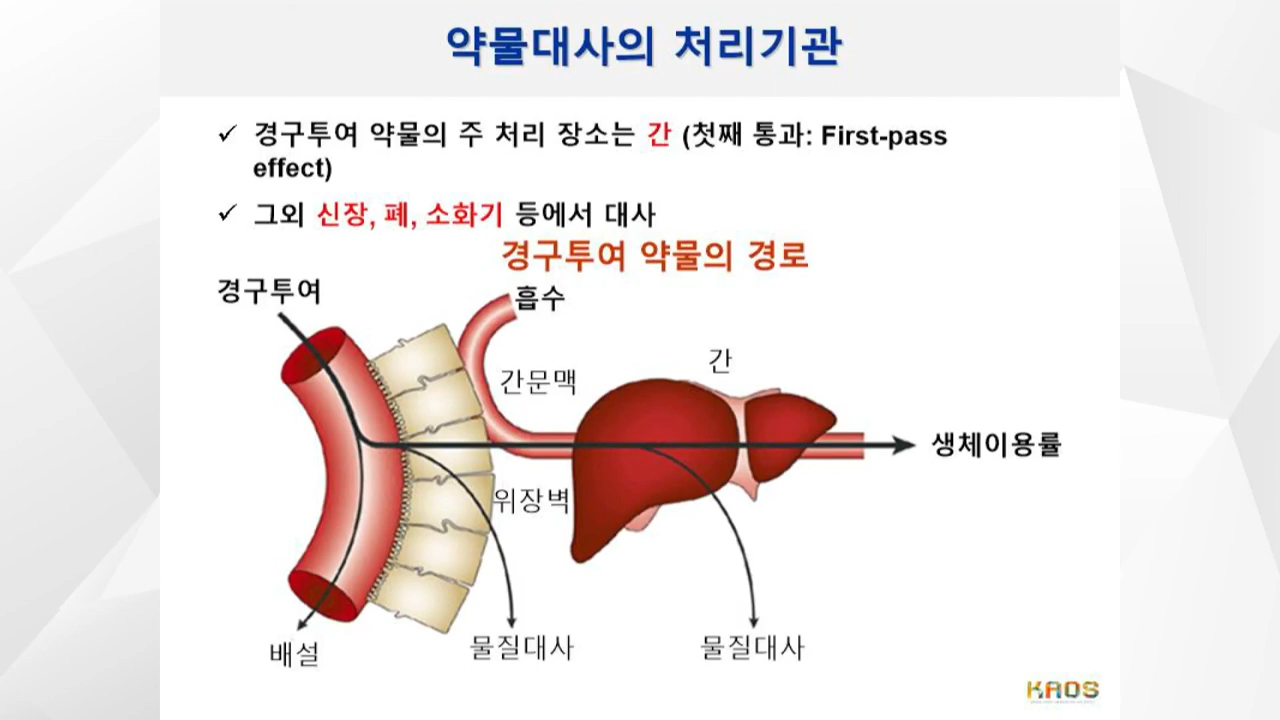 약물대사의 처리기관
✓ 경구투여 약물의 주 처리 장소는 간 (첫째 통과: First-pass
effect)
✓ 그외 신장, 폐, 소화기 등에서 대사
경구투여 약물의 경로
경구투여
흡수
간문맥
간
생체이용률
위장벽
배설
물질대사
물질대사
KAOS